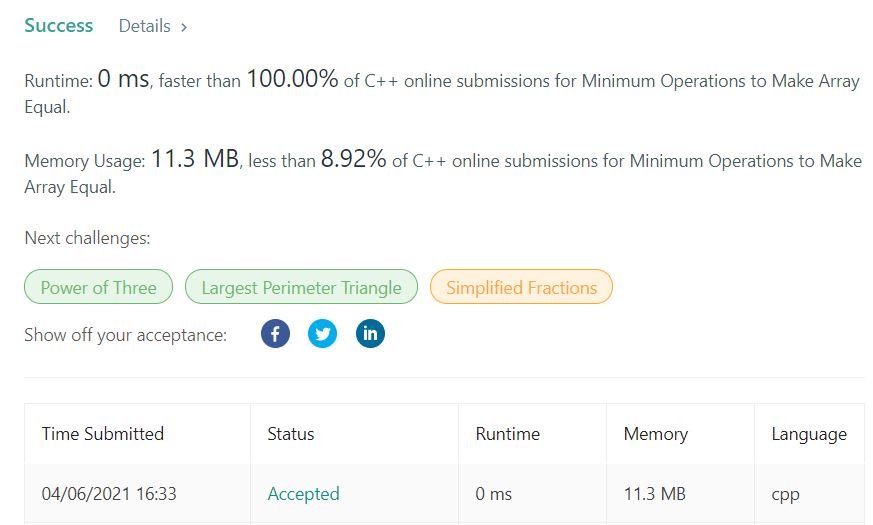 Success Details >
Runtime: 0 ms, faster than 100.00% of C++ online submissions for Minimum Operations to Make Array
Equal.
Memory Usage: 11.3 MB, less than 8.92% of C++ online submissions for Minimum Operations to Make
Array Equal.
Next challenges:
Power of Three Largest Perimeter Triangle Simplified Fractions
Show off your acceptance: f in
Time Submitted Status Runtime Memory Language
04/06/2021 16:33 Accepted 0 ms 11.3 MB cpp